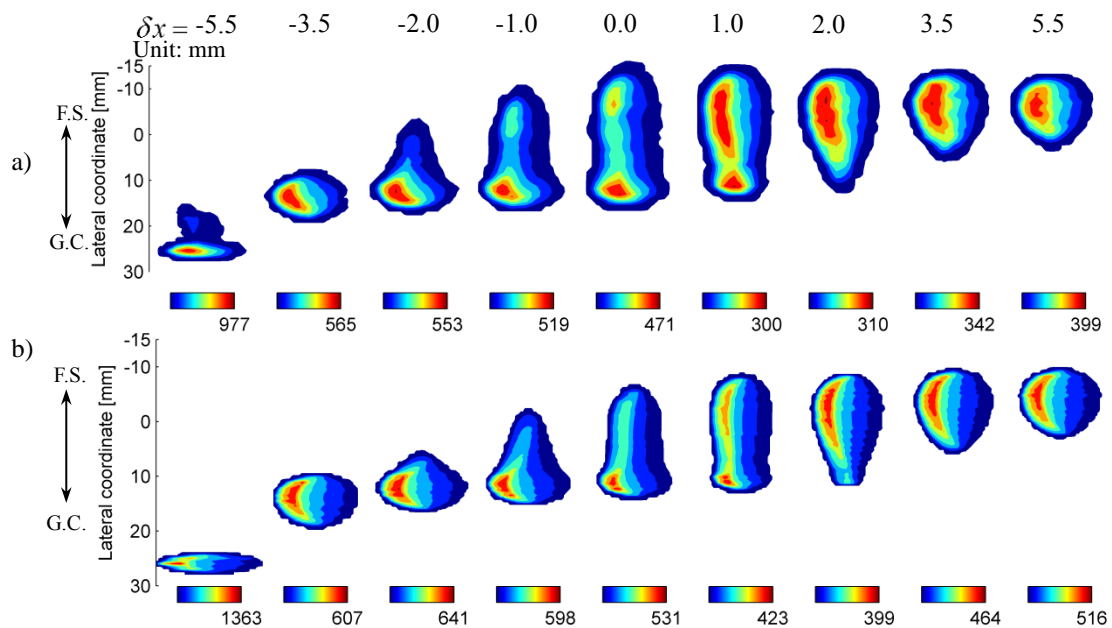 δx = -5.5 -3.5 -2.0 -1.0 0.0 1.0 2.0 3.5 5.5
Unit: mm
a)
F.S.
G.C.
Lateral coordinate [mm]
-15
-10
0
10
20
30
977 565 553 519 471 300 310 342 399
b)
F.S.
G.C.
Lateral coordinate [mm]
-15
-10
0
10
20
30
1363 607 641 598 531 423 399 464 516